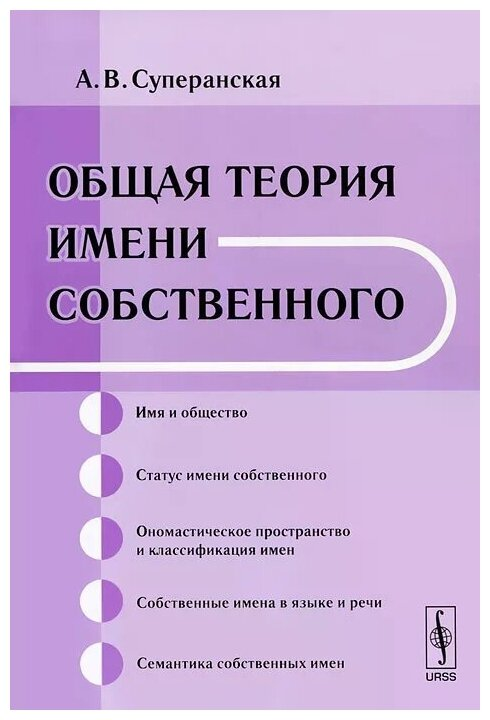 А. В. Суперанская
ОБЩАЯ ТЕОРИЯ
ИМЕНИ
СОБСТВЕННОГО
Имя и общество
Статус имени собственного
Ономастическое пространство
и классификация имен
Собственные имена в языке и речи
Семантика собственных имен
URSS